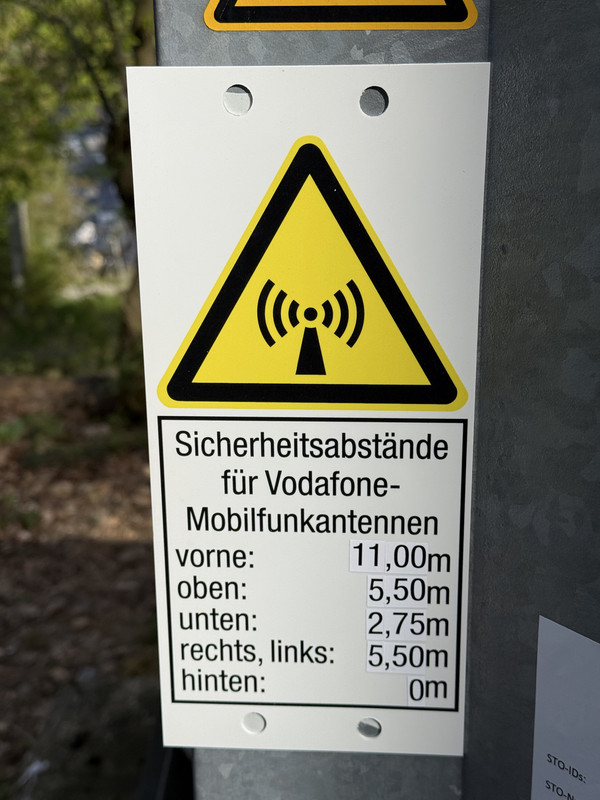 Sicherheitsabstände
für Vodafone-
Mobilfunkantennen
vorne: 11,00m
oben: 5,50m
unten: 2,75m
rechts, links: 5,50m
hinten: 0m
STO-IDs: